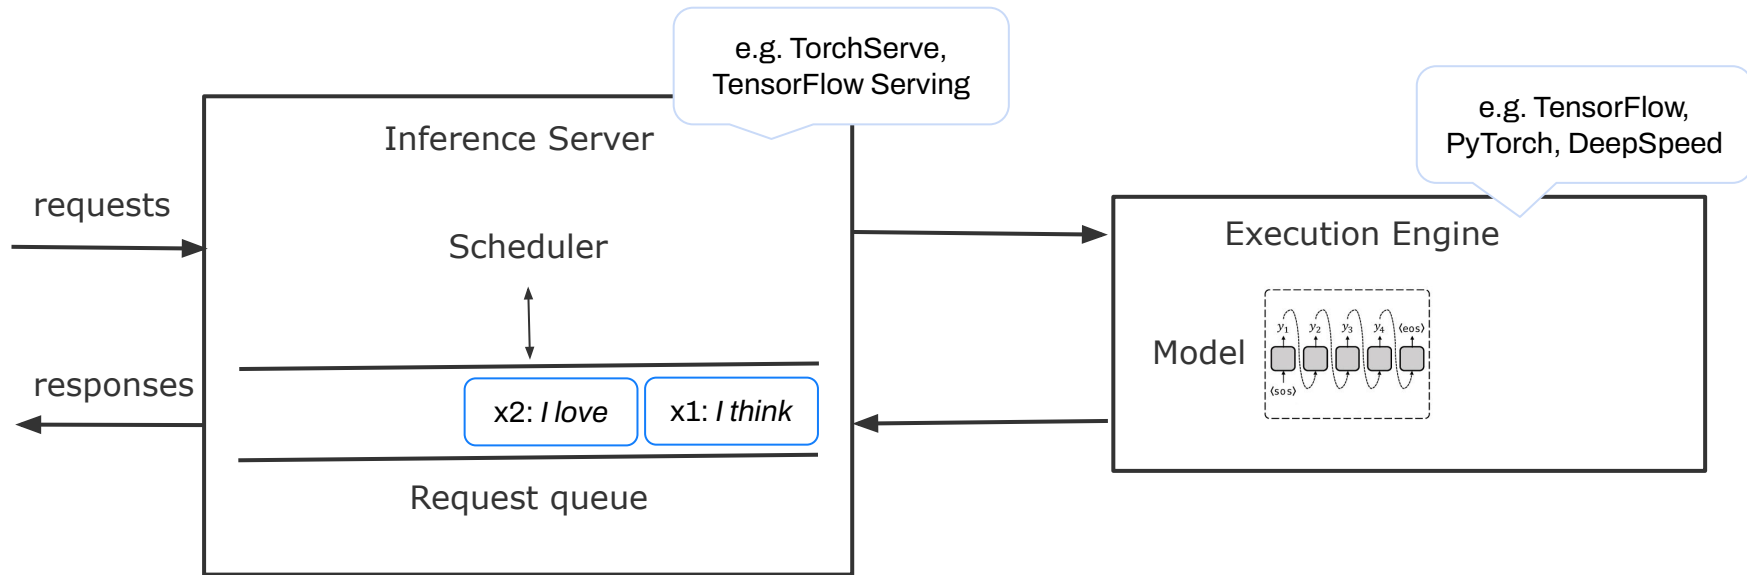 e.g. TorchServe,
TensorFlow Serving
e.g. TensorFlow,
PyTorch, DeepSpeed
Inference Server
requests
Scheduler
Execution Engine
Model
y₁ y₂ y₃ y₄ ⟨eos⟩
⟨sos⟩
responses
x2: I love
x1: I think
Request queue